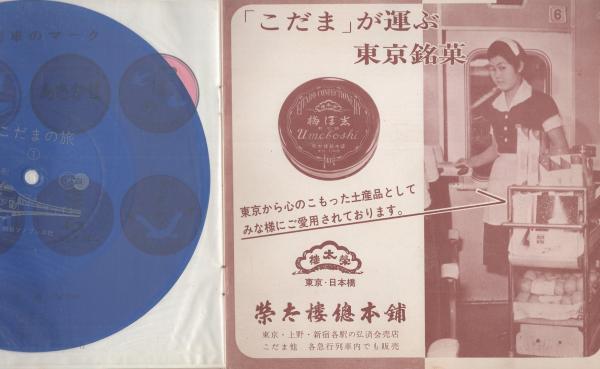 車のマーク
あさかぜ
こだまの旅
①
「こだま」が運ぶ
東京銘菓
6
梅ぼ志
Umeboshi
東京から心のこもった土産品として
みな様にご愛用されております。
榮太樓
東京・日本橋
榮太樓總本鋪
東京・上野・新宿各駅の弘済会売店
こだま他 各急行列車内でも販売